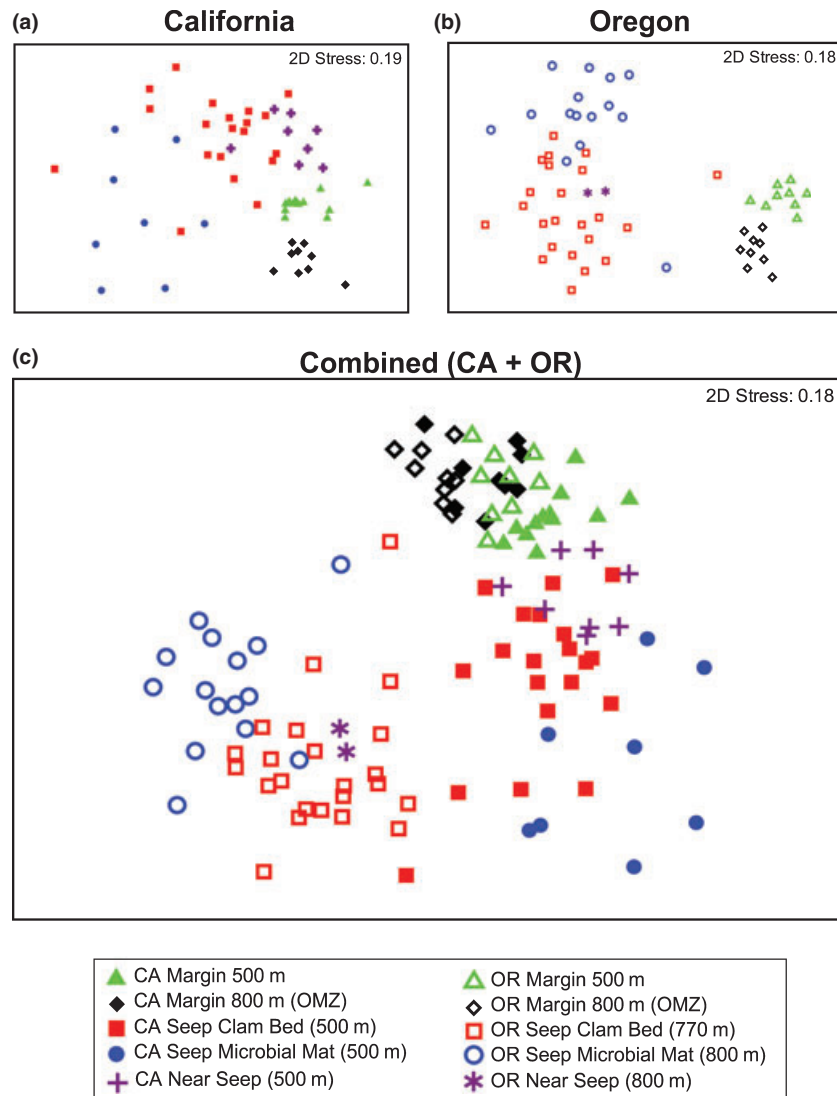 (a) California
2D Stress: 0.19
(b) Oregon
2D Stress: 0.18
(c) Combined (CA + OR)
2D Stress: 0.18
CA Margin 500 m
CA Margin 800 m (OMZ)
CA Seep Clam Bed (500 m)
CA Seep Microbial Mat (500 m)
CA Near Seep (500 m)
OR Margin 500 m
OR Margin 800 m (OMZ)
OR Seep Clam Bed (770 m)
OR Seep Microbial Mat (800 m)
OR Near Seep (800 m)